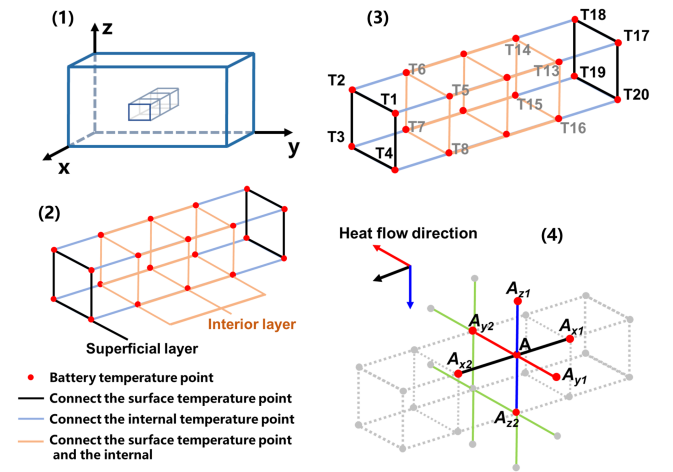 (1)
z
y
x
(2)
Interior layer
Superficial layer
Battery temperature point
Connect the surface temperature point
Connect the internal temperature point
Connect the surface temperature point
and the internal
(3)
T18
T17
T14
T6
T13
T2
T19
T5
T1
T20
T15
T7
T16
T3
T8
T4
(4)
Heat flow direction
Az1
Ay2
Ax1
A
Ax2
Ay1
Az2